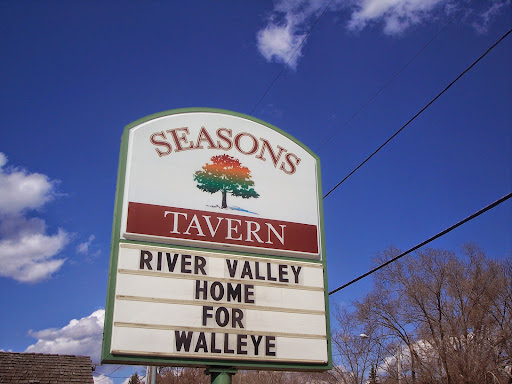 SEASONS
TAVERN
RIVER VALLEY
HOME
FOR
WALLEYE